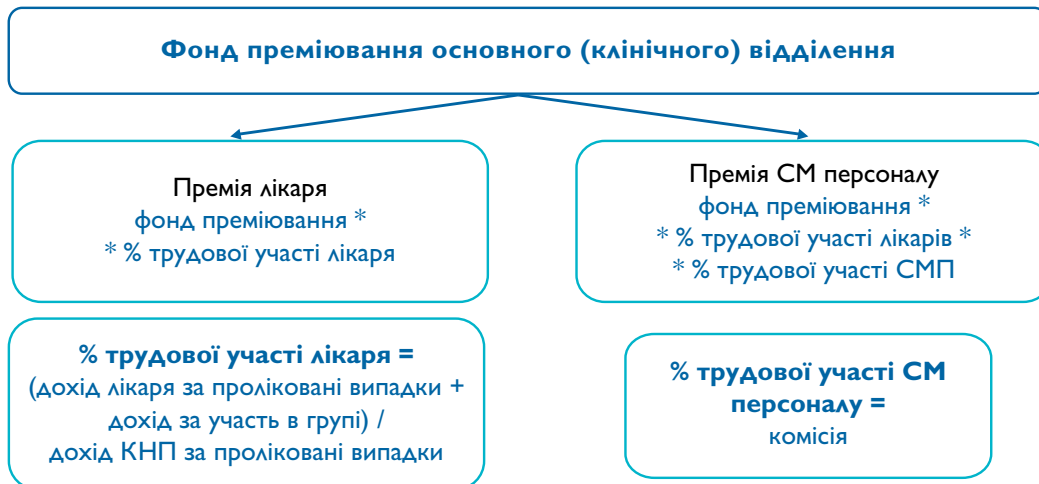 Фонд преміювання основного (клінічного) відділення
Премія лікаря
фонд преміювання *
* % трудової участі лікаря
Премія СМ персоналу
фонд преміювання *
* % трудової участі лікарів *
* % трудової участі СМП
% трудової участі лікаря =
(дохід лікаря за проліковані випадки +
дохід за участь в групі) /
дохід КНП за проліковані випадки
% трудової участі СМ
персоналу =
комісія